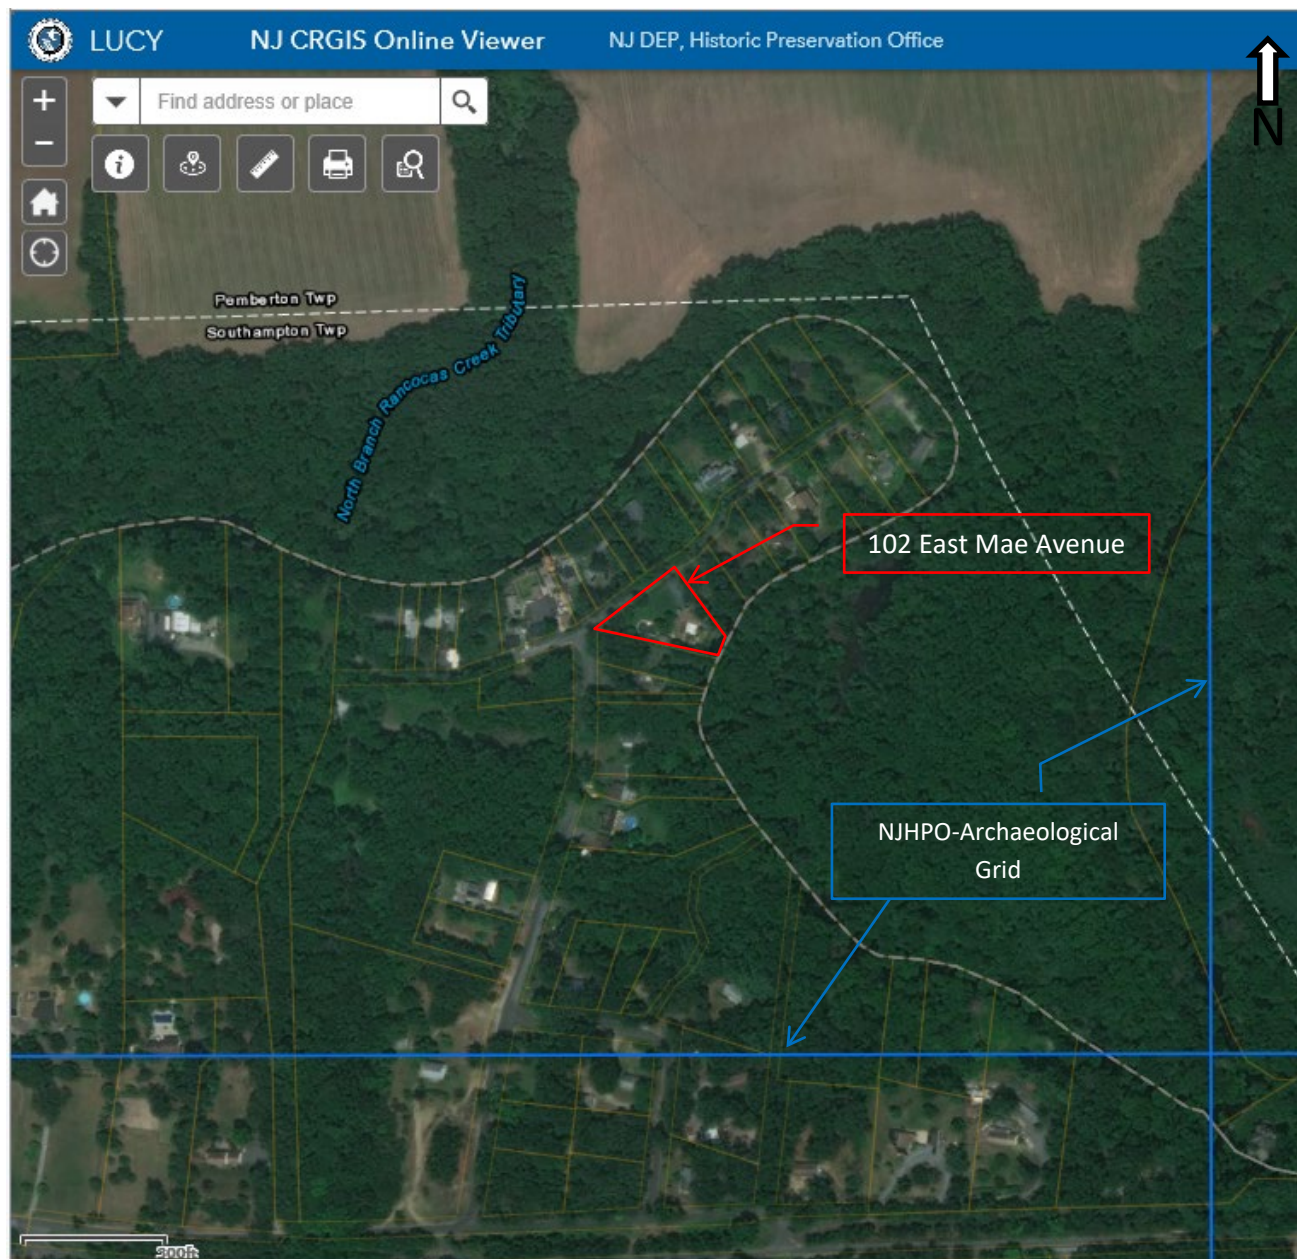 LUCY NJ CRGIS Online Viewer NJ DEP, Historic Preservation Office
Find address or place
N
Pemberton Twp
Southampton Twp
North Branch Rancocas Creek Tributary
102 East Mae Avenue
NJHPO-Archaeological
Grid
300ft